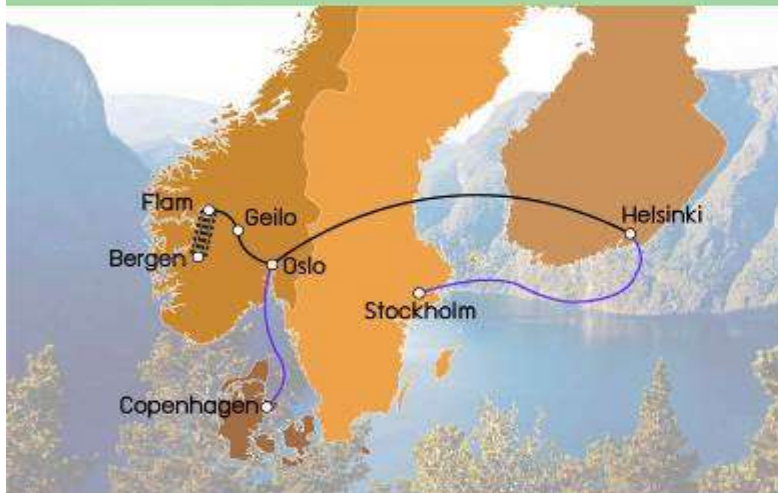 Flam
Geilo
Helsinki
Bergen
Oslo
Stockholm
Copenhagen